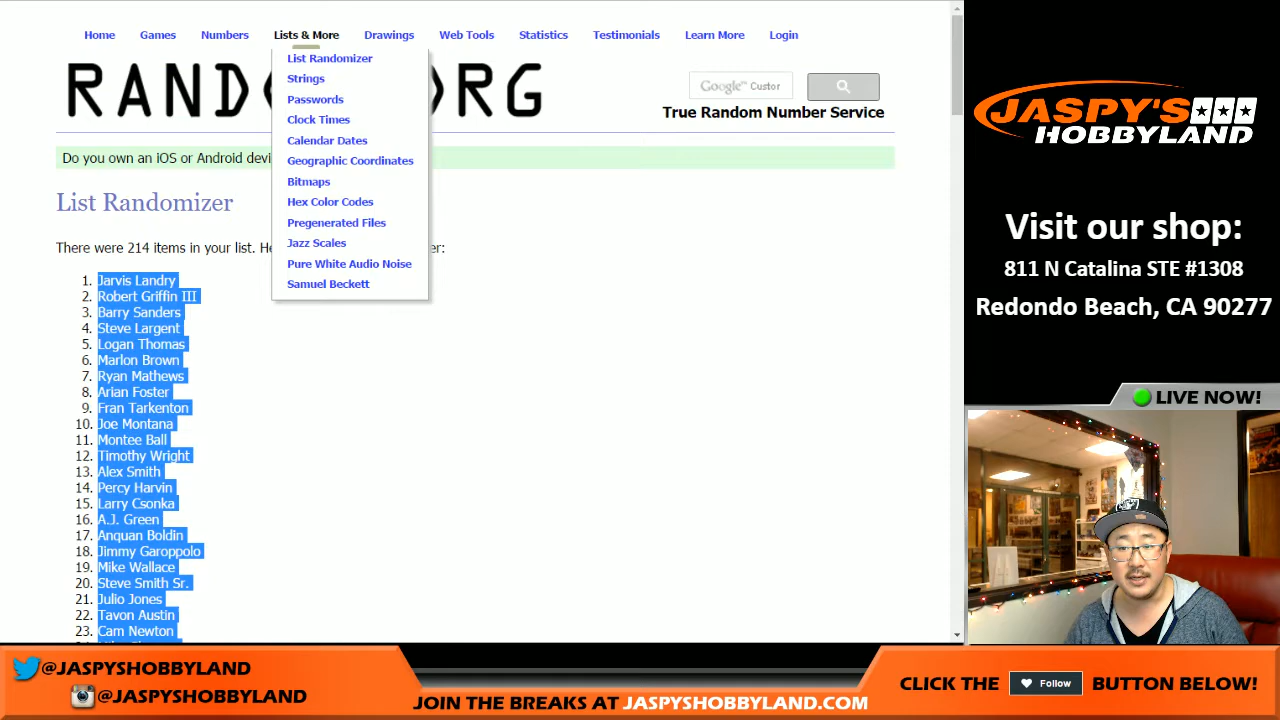 Home Games Numbers Lists & More Drawings Web Tools Statistics Testimonials Learn More Login
List Randomizer
Strings
Passwords
Clock Times
Calendar Dates
Geographic Coordinates
Bitmaps
Hex Color Codes
Pregenerated Files
Jazz Scales
Pure White Audio Noise
Samuel Beckett
RAND RG
Google™ Custor
True Random Number Service
Do you own an iOS or Android devi
List Randomizer
There were 214 items in your list. He er:
1. Jarvis Landry
2. Robert Griffin III
3. Barry Sanders
4. Steve Largent
5. Logan Thomas
6. Marlon Brown
7. Ryan Mathews
8. Arian Foster
9. Fran Tarkenton
10. Joe Montana
11. Montee Ball
12. Timothy Wright
13. Alex Smith
14. Percy Harvin
15. Larry Csonka
16. A.J. Green
17. Anquan Boldin
18. Jimmy Garoppolo
19. Mike Wallace
20. Steve Smith Sr.
21. Julio Jones
22. Tavon Austin
23. Cam Newton
JASPY'S
HOBBYLAND
Visit our shop:
811 N Catalina STE #1308
Redondo Beach, CA 90277
LIVE NOW!
@JASPYSHOBBYLAND
@JASPYSHOBBYLAND
JOIN THE BREAKS AT JASPYSHOBBYLAND.COM
CLICK THE Follow BUTTON BELOW!